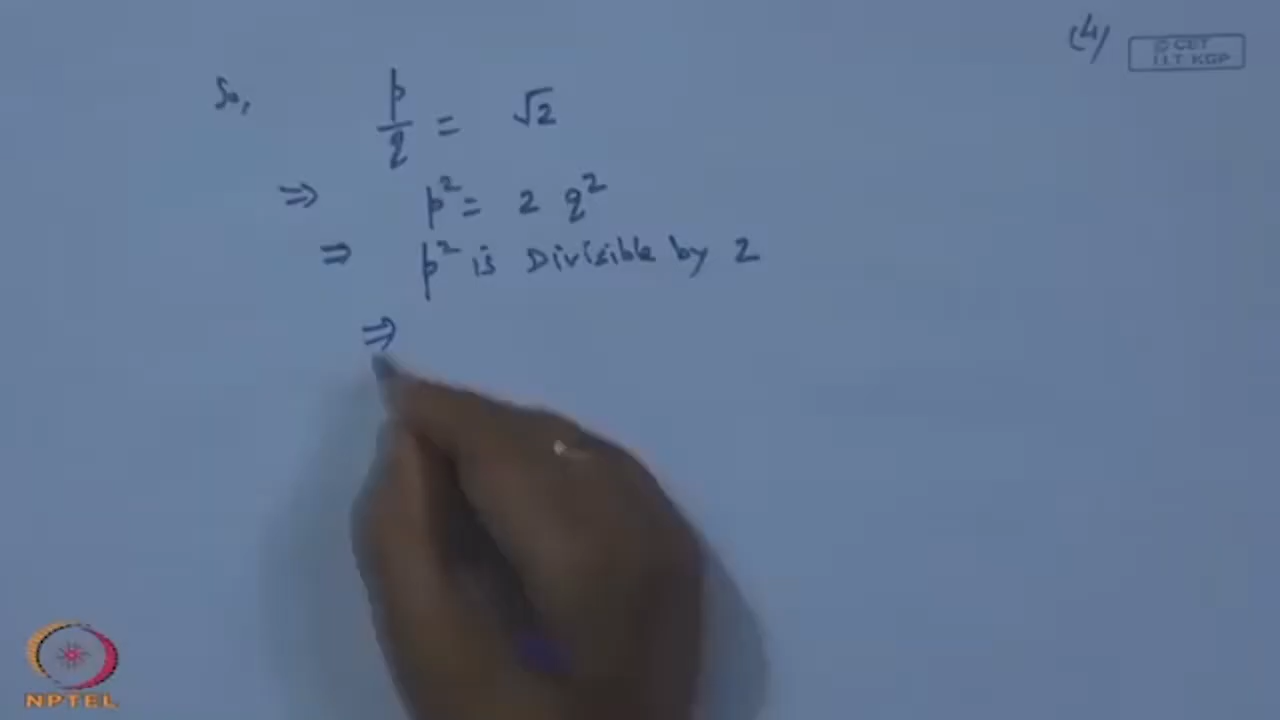 (4)
© CET
I.I.T. KGP
So, p/q = √2
⇒ p² = 2 q²
⇒ p² is Divisible by 2
⇒
NPTEL